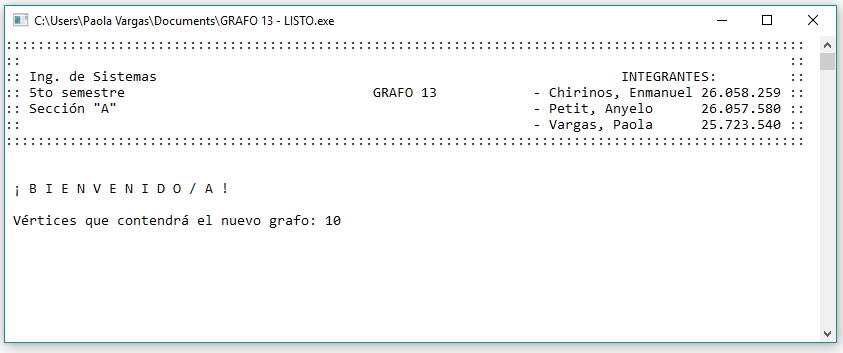 C:\Users\Paola Vargas\Documents\GRAFO 13 - LISTO.exe
::::::::::::::::::::::::::::::::::::::::::::::::::::::::::::::::::::::::::::::::::::::::::::::::::::
::                                                                                                ::
:: Ing. de Sistemas                                                          INTEGRANTES:         ::
:: 5to semestre                               GRAFO 13            - Chirinos, Enmanuel 26.058.259 ::
:: Sección "A"                                                    - Petit, Anyelo      26.057.580 ::
::                                                                - Vargas, Paola      25.723.540 ::
::::::::::::::::::::::::::::::::::::::::::::::::::::::::::::::::::::::::::::::::::::::::::::::::::::
¡ B I E N V E N I D O / A !
Vértices que contendrá el nuevo grafo: 10